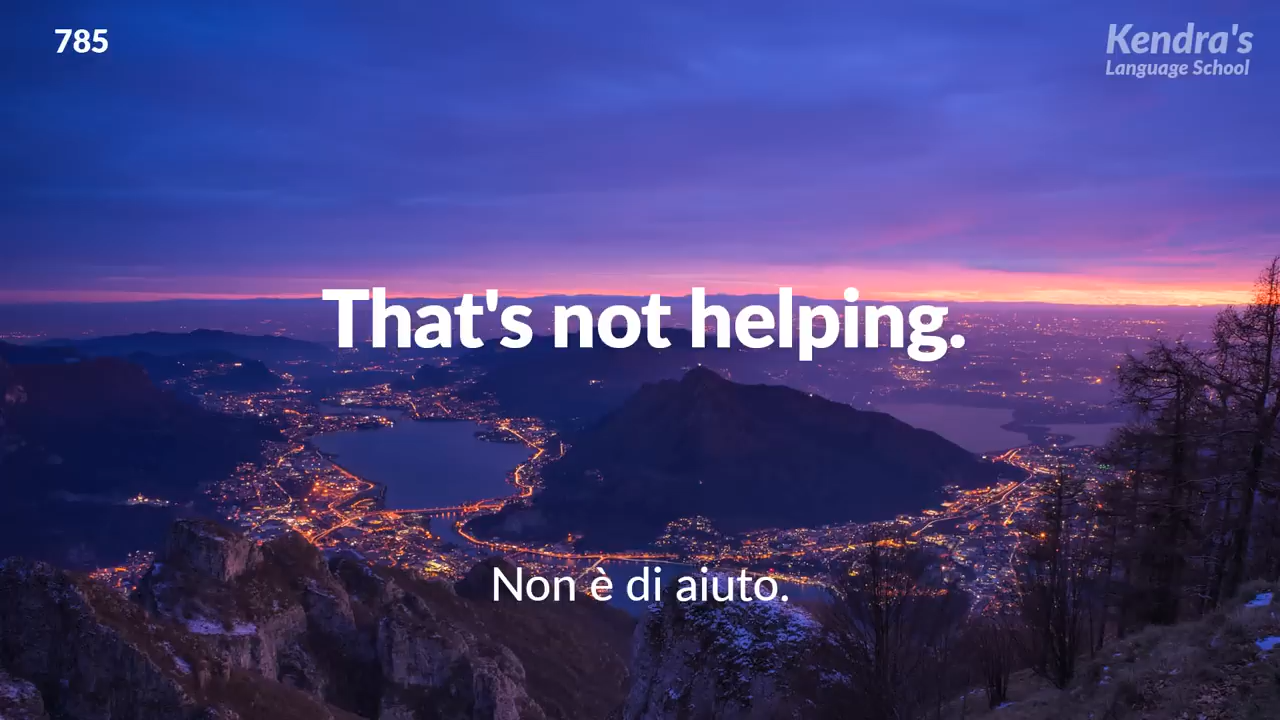 785
Kendra's
Language School
That's not helping.
Non è di aiuto.